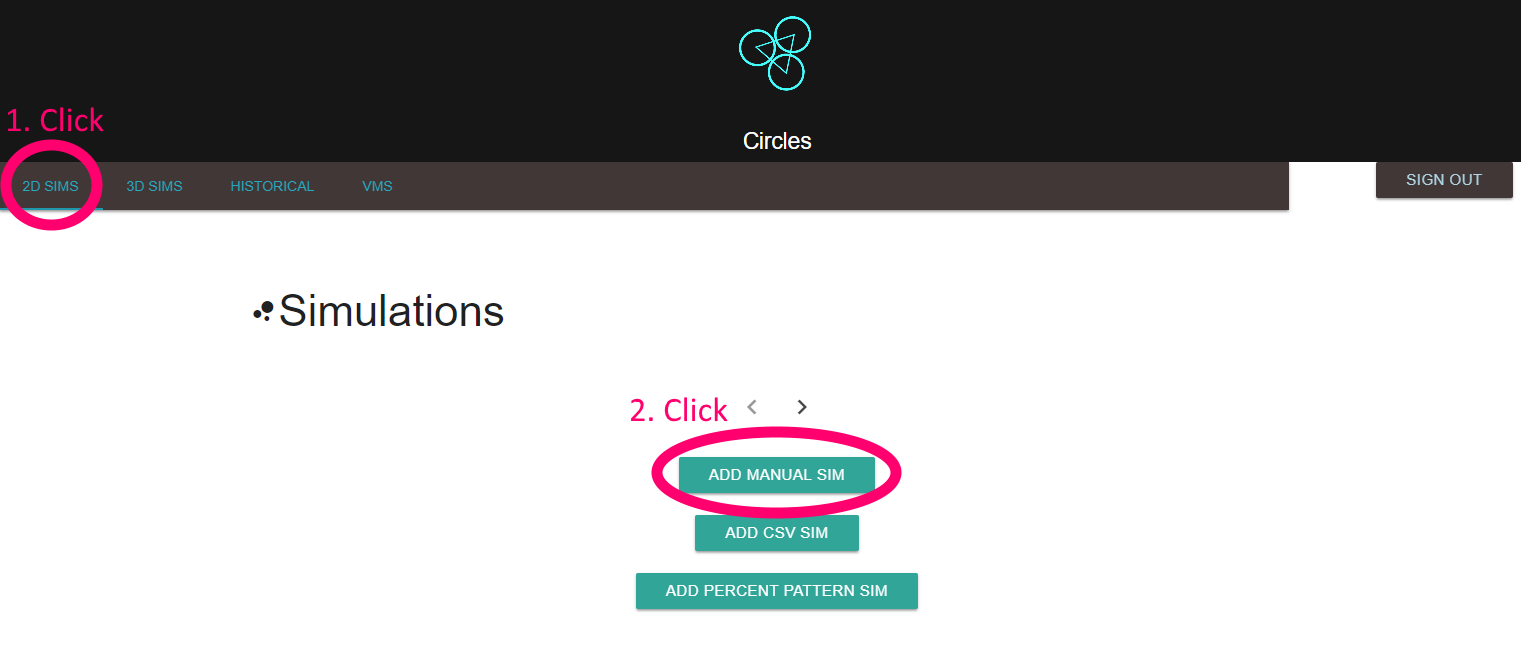 Circles
1. Click
2D SIMS 3D SIMS HISTORICAL VMS SIGN OUT
Simulations
2. Click
ADD MANUAL SIM
ADD CSV SIM
ADD PERCENT PATTERN SIM